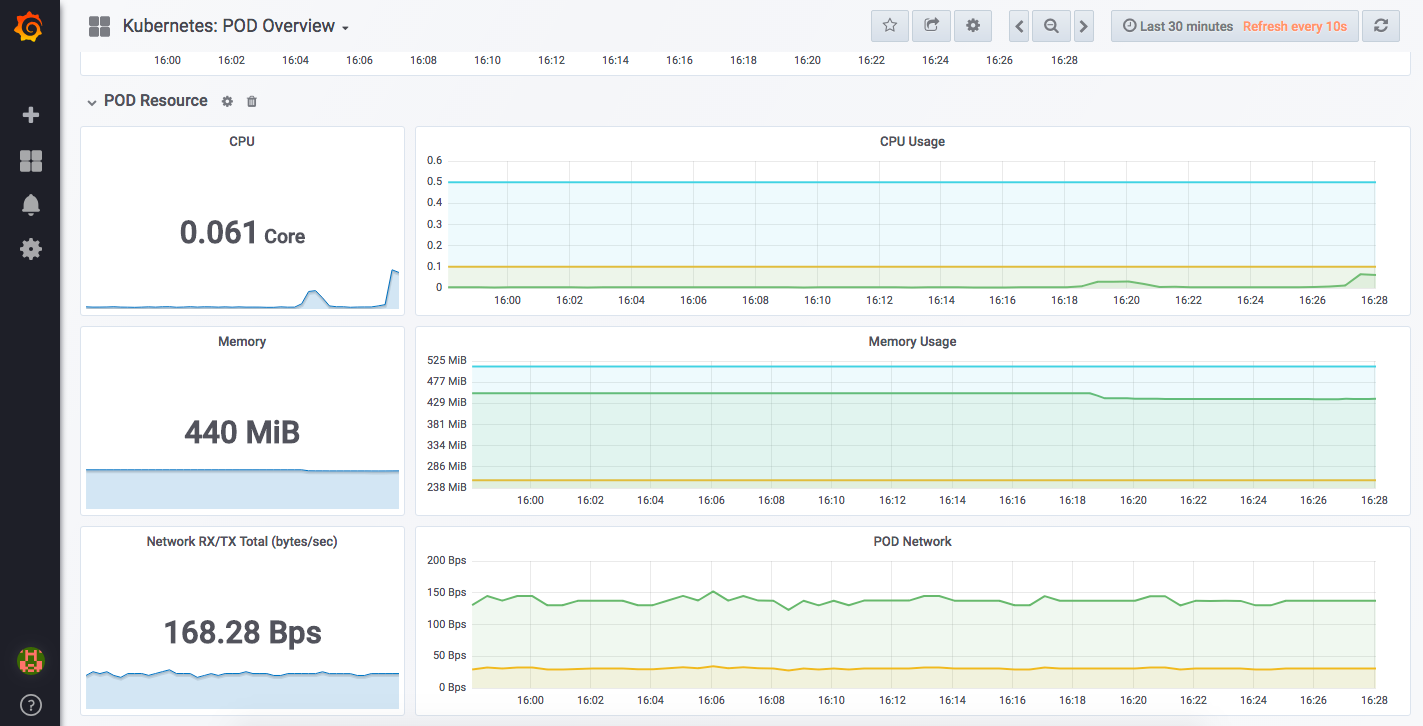 Kubernetes: POD Overview
Last 30 minutes Refresh every 10s
16:00 16:02 16:04 16:06 16:08 16:10 16:12 16:14 16:16 16:18 16:20 16:22 16:24 16:26 16:28
POD Resource
CPU
0.061 Core
CPU Usage
0.6
0.5
0.4
0.3
0.2
0.1
0
16:00 16:02 16:04 16:06 16:08 16:10 16:12 16:14 16:16 16:18 16:20 16:22 16:24 16:26 16:28
Memory
440 MiB
Memory Usage
525 MiB
477 MiB
429 MiB
381 MiB
334 MiB
286 MiB
238 MiB
16:00 16:02 16:04 16:06 16:08 16:10 16:12 16:14 16:16 16:18 16:20 16:22 16:24 16:26 16:28
Network RX/TX Total (bytes/sec)
168.28 Bps
POD Network
200 Bps
150 Bps
100 Bps
50 Bps
0 Bps
16:00 16:02 16:04 16:06 16:08 16:10 16:12 16:14 16:16 16:18 16:20 16:22 16:24 16:26 16:28